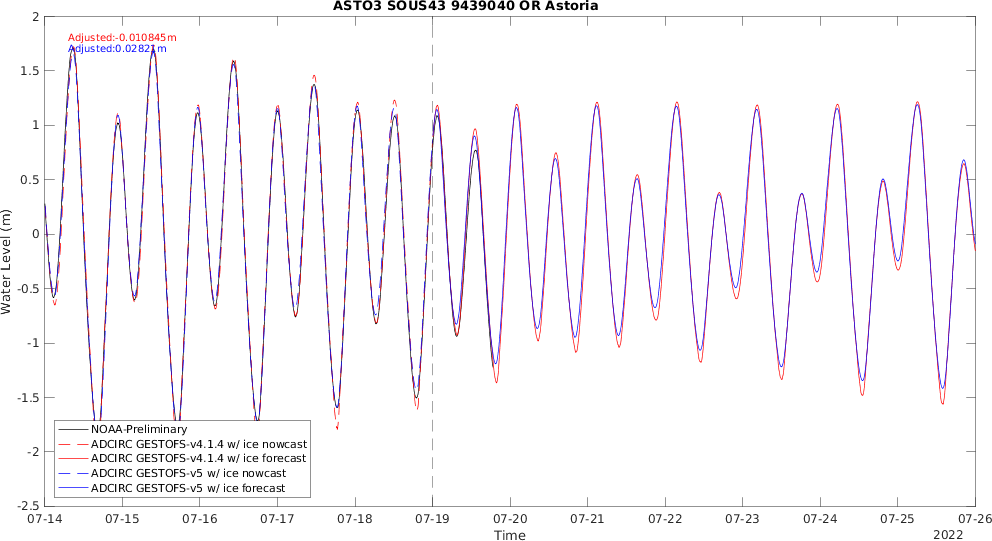 ASTO3 SOUS43 9439040 OR Astoria
Adjusted:-0.010845m
Adjusted:0.02821m
2
1.5
1
0.5
0
-0.5
-1
-1.5
-2
-2.5
Water Level (m)
NOAA-Preliminary
ADCIRC GESTOFS-v4.1.4 w/ ice nowcast
ADCIRC GESTOFS-v4.1.4 w/ ice forecast
ADCIRC GESTOFS-v5 w/ ice nowcast
ADCIRC GESTOFS-v5 w/ ice forecast
07-14 07-15 07-16 07-17 07-18 07-19 07-20 07-21 07-22 07-23 07-24 07-25 07-26
Time
2022